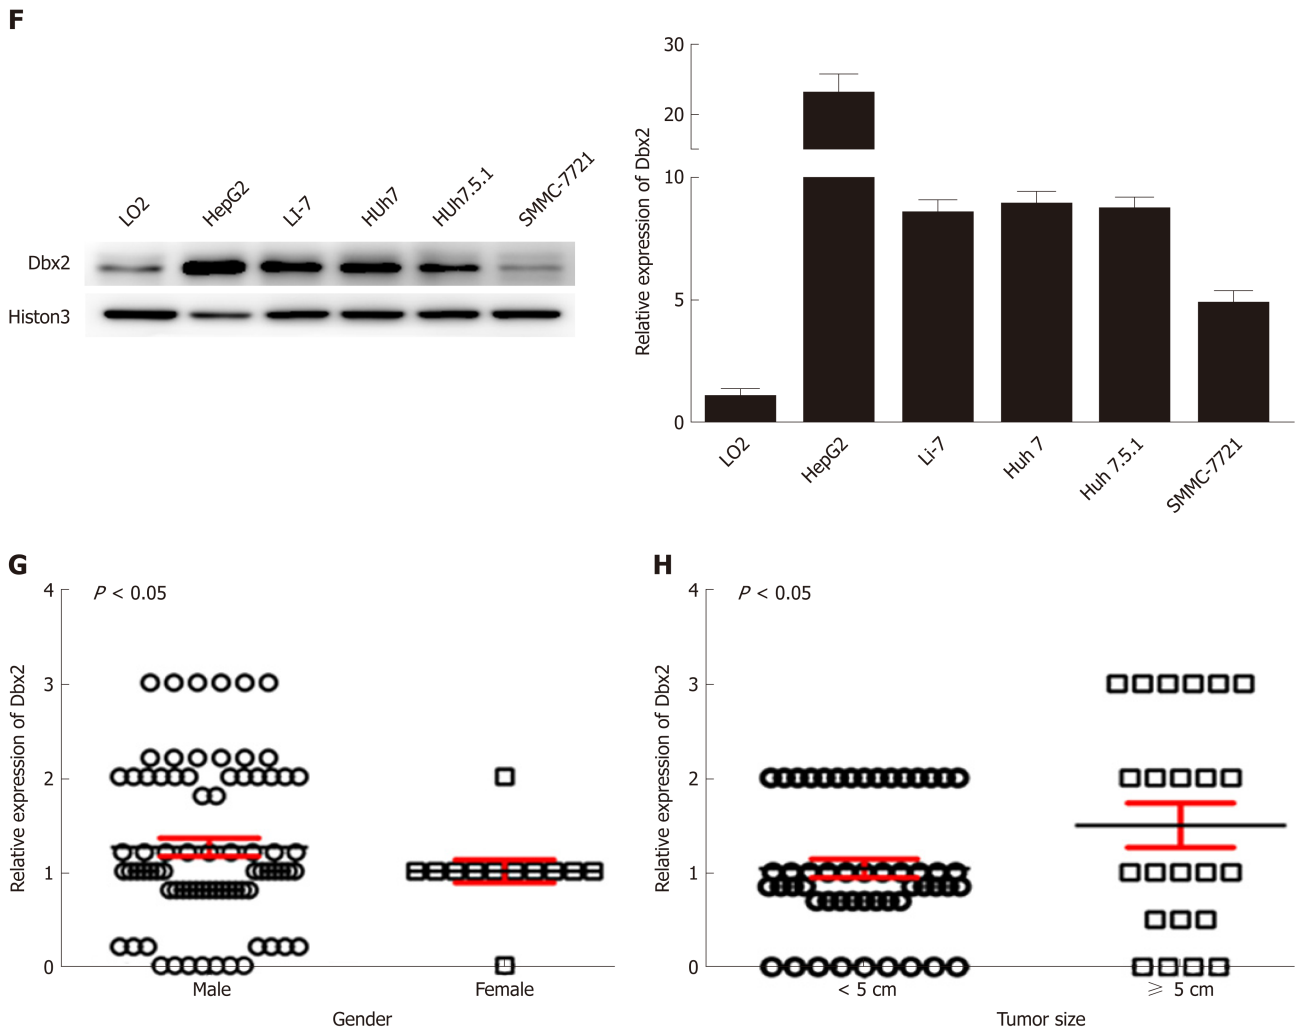 F
LO2 HepG2 LI-7 HUh7 HUh7.5.1 SMMC-7721
Dbx2
Histon3
Relative expression of Dbx2
30
20
10
5
0
LO2 HepG2 Li-7 Huh 7 Huh 7.5.1 SMMC-7721
G
P < 0.05
Relative expression of Dbx2
4
3
2
1
0
Male Female
Gender
H
P < 0.05
Relative expression of Dbx2
4
3
2
1
0
< 5 cm ⩾ 5 cm
Tumor size